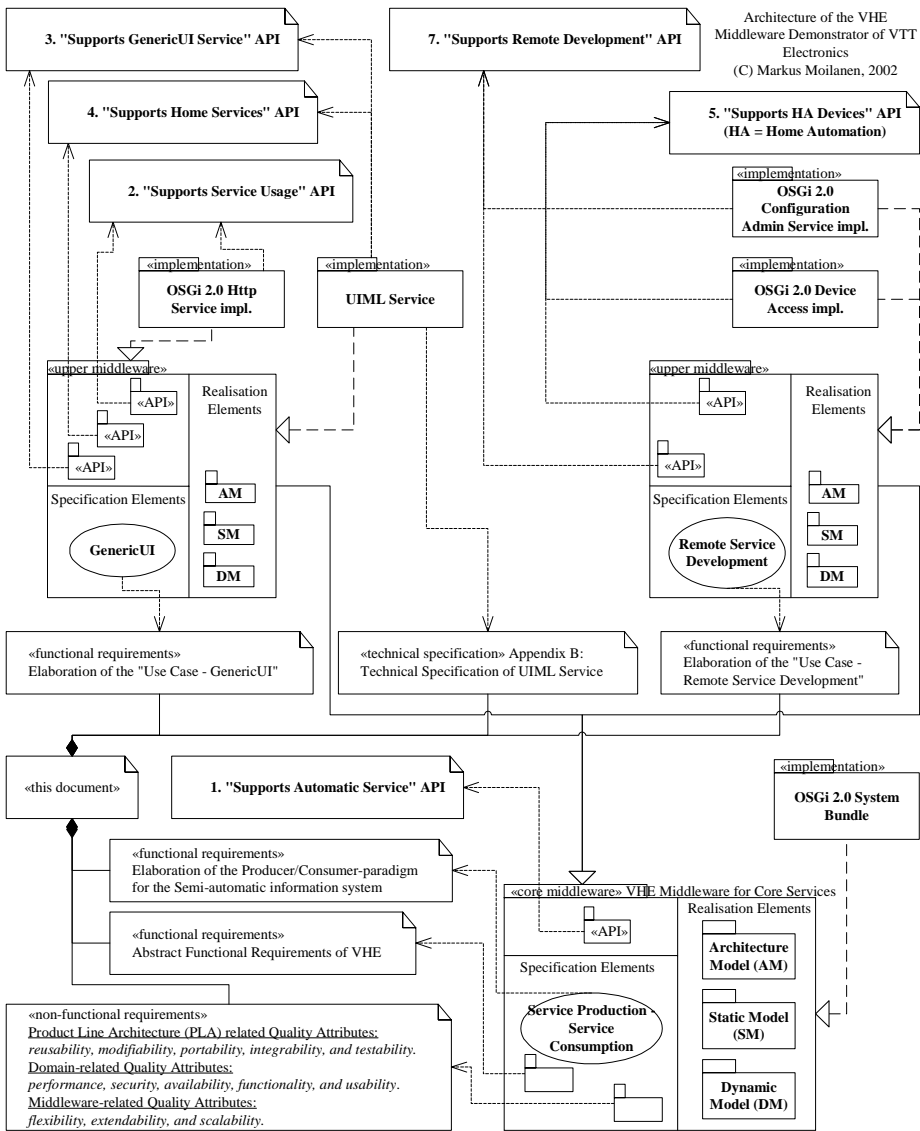 3. "Supports GenericUI Service" API
7. "Supports Remote Development" API
Architecture of the VHE
Middleware Demonstrator of VTT
Electronics
(C) Markus Moilanen, 2002
4. "Supports Home Services" API
5. "Supports HA Devices" API
(HA = Home Automation)
2. "Supports Service Usage" API
«implementation»
OSGi 2.0
Configuration
Admin Service impl.
«implementation»
OSGi 2.0 Http
Service impl.
«implementation»
UIML Service
«implementation»
OSGi 2.0 Device
Access impl.
«upper middleware»
«API»
«API»
«API»
Realisation
Elements
AM
SM
DM
Specification Elements
GenericUI
«upper middleware»
«API»
«API»
Realisation
Elements
AM
SM
DM
Specification Elements
Remote Service
Development
«functional requirements»
Elaboration of the "Use Case - GenericUI"
«technical specification» Appendix B:
Technical Specification of UIML Service
«functional requirements»
Elaboration of the "Use Case -
Remote Service Development"
«this document»
1. "Supports Automatic Service" API
«implementation»
OSGi 2.0 System
Bundle
«functional requirements»
Elaboration of the Producer/Consumer-paradigm
for the Semi-automatic information system
«functional requirements»
Abstract Functional Requirements of VHE
«core middleware» VHE Middleware for Core Services
«API»
Specification Elements
Service Production -
Service
Consumption
Realisation Elements
Architecture
Model (AM)
Static Model
(SM)
Dynamic
Model (DM)
«non-functional requirements»
Product Line Architecture (PLA) related Quality Attributes:
reusability, modifiability, portability, integrability, and testability.
Domain-related Quality Attributes:
performance, security, availability, functionality, and usability.
Middleware-related Quality Attributes:
flexibility, extendability, and scalability.